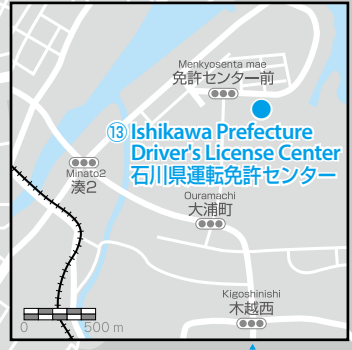 Menkyosenta mae
免許センター前
⑬ Ishikawa Prefecture
Driver's License Center
石川県運転免許センター
Minato2
湊2
Ouramachi
大浦町
Kigoshinishi
木越西
0 500 m